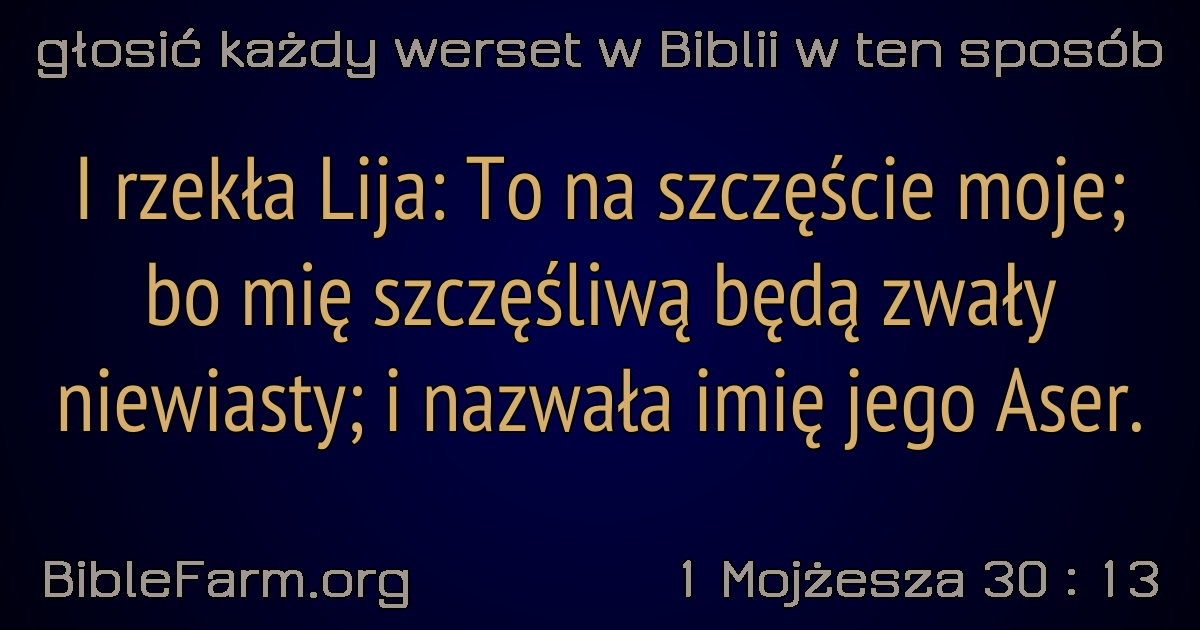 głosić każdy werset w Biblii w ten sposób
I rzekła Lija: To na szczęście moje;
bo mię szczęśliwą będą zwały
niewiasty; i nazwała imię jego Aser.
BibleFarm.org
1 Mojżesza 30 : 13